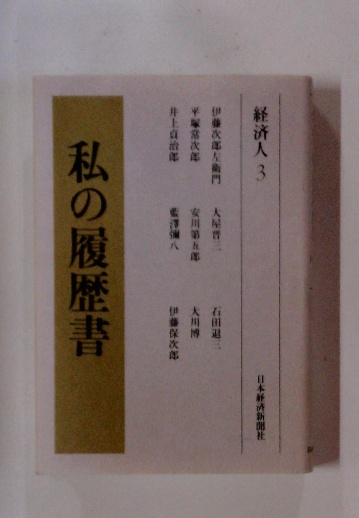 経済人 3
伊藤次郎左衛門 大屋晋三 石田退三
平塚常次郎 安川第五郎 大川博
井上貞治郎 藍澤彌八 伊藤保次郎
日本経済新聞社
私の履歴書